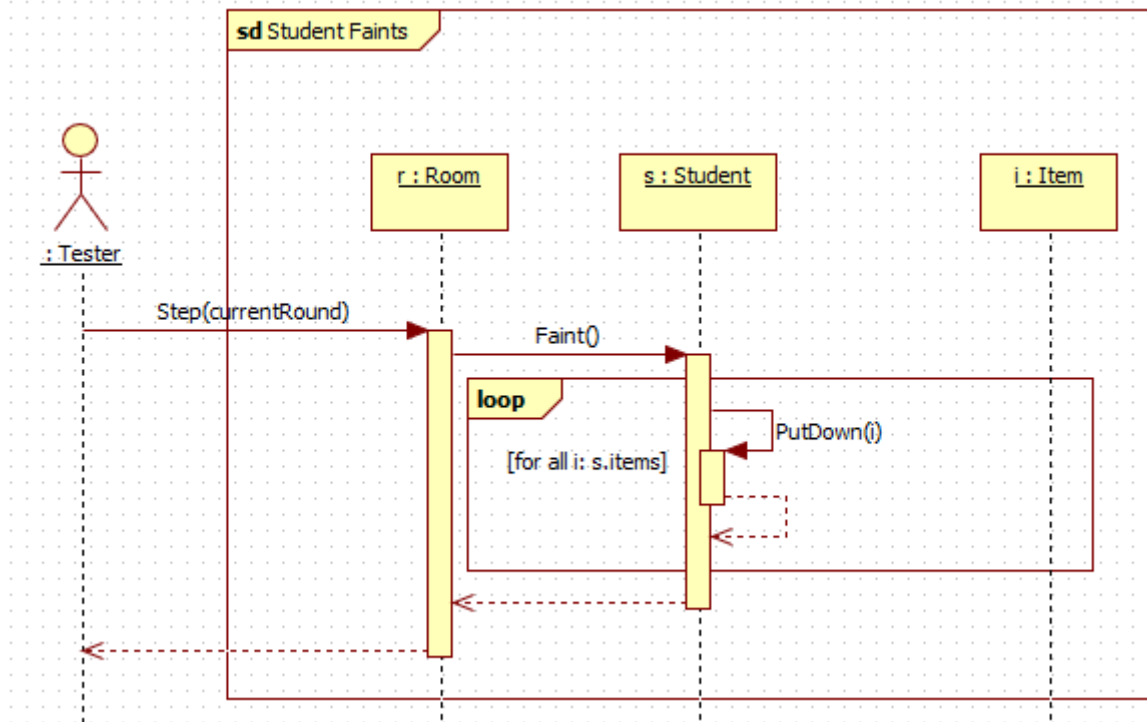 sd Student Faints
r : Room
s : Student
i : Item
: Tester
Step(currentRound)
Faint()
loop
PutDown(i)
[for all i: s.items]